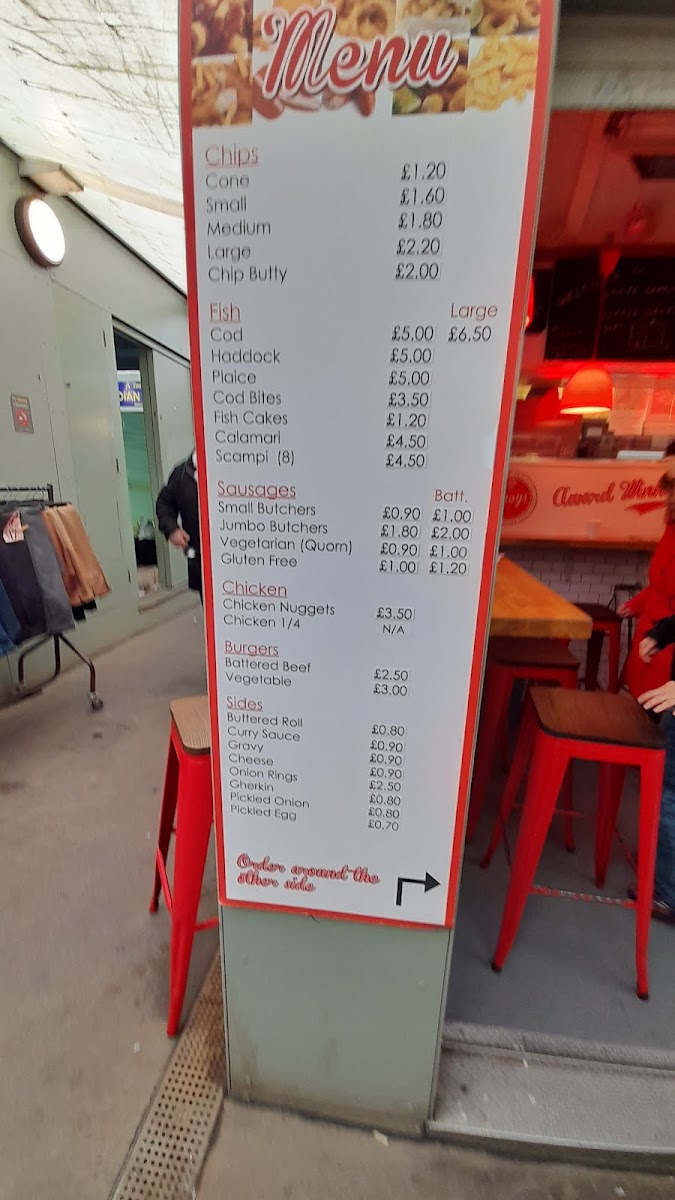 Menu
Chips
Cone £1.20
Small £1.60
Medium £1.80
Large £2.20
Chip Butty £2.00
Fish Large
Cod £5.00 £6.50
Haddock £5.00
Plaice £5.00
Cod Bites £3.50
Fish Cakes £1.20
Calamari £4.50
Scampi (8) £4.50
Sausages Batt.
Small Butchers £0.90 £1.00
Jumbo Butchers £1.80 £2.00
Vegetarian (Quorn) £0.90 £1.00
Gluten Free £1.00 £1.20
Chicken
Chicken Nuggets £3.50
Chicken 1/4 N/A
Burgers
Battered Beef £2.50
Vegetable £3.00
Sides
Buttered Roll £0.80
Curry Sauce £0.90
Gravy £0.90
Cheese £0.90
Onion Rings £2.50
Gherkin £0.80
Pickled Onion £0.80
Pickled Egg £0.70
Order around the
other side
Award